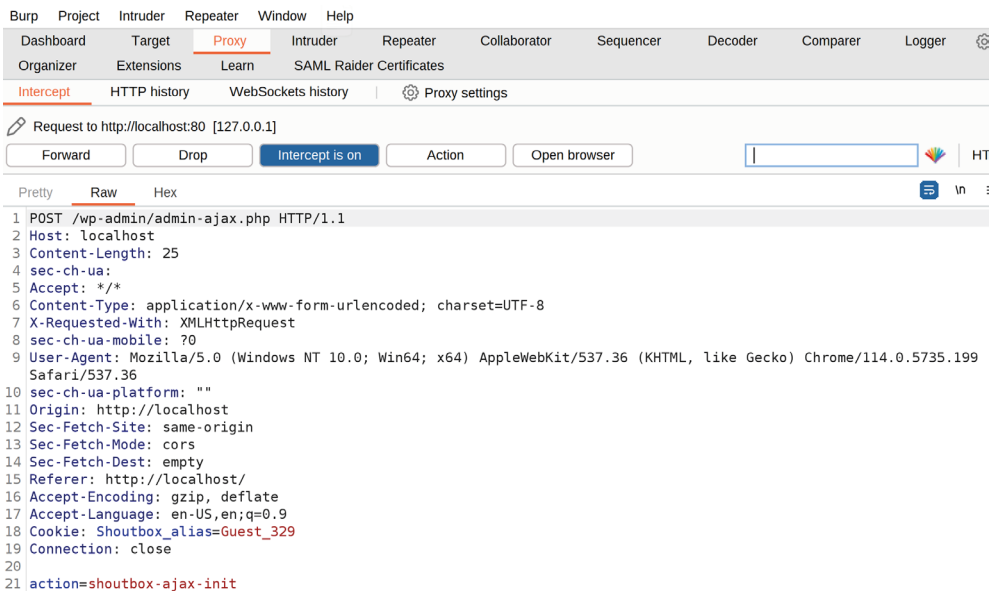 Burp Project Intruder Repeater Window Help
Dashboard Target Proxy Intruder Repeater Collaborator Sequencer Decoder Comparer Logger
Organizer Extensions Learn SAML Raider Certificates
Intercept HTTP history WebSockets history Proxy settings
Request to http://localhost:80 [127.0.0.1]
Forward Drop Intercept is on Action Open browser HT
Pretty Raw Hex \n
1 POST /wp-admin/admin-ajax.php HTTP/1.1
2 Host: localhost
3 Content-Length: 25
4 sec-ch-ua:
5 Accept: */*
6 Content-Type: application/x-www-form-urlencoded; charset=UTF-8
7 X-Requested-With: XMLHttpRequest
8 sec-ch-ua-mobile: ?0
9 User-Agent: Mozilla/5.0 (Windows NT 10.0; Win64; x64) AppleWebKit/537.36 (KHTML, like Gecko) Chrome/114.0.5735.199
Safari/537.36
10 sec-ch-ua-platform: ""
11 Origin: http://localhost
12 Sec-Fetch-Site: same-origin
13 Sec-Fetch-Mode: cors
14 Sec-Fetch-Dest: empty
15 Referer: http://localhost/
16 Accept-Encoding: gzip, deflate
17 Accept-Language: en-US,en;q=0.9
18 Cookie: Shoutbox_alias=Guest_329
19 Connection: close
20
21 action=shoutbox-ajax-init